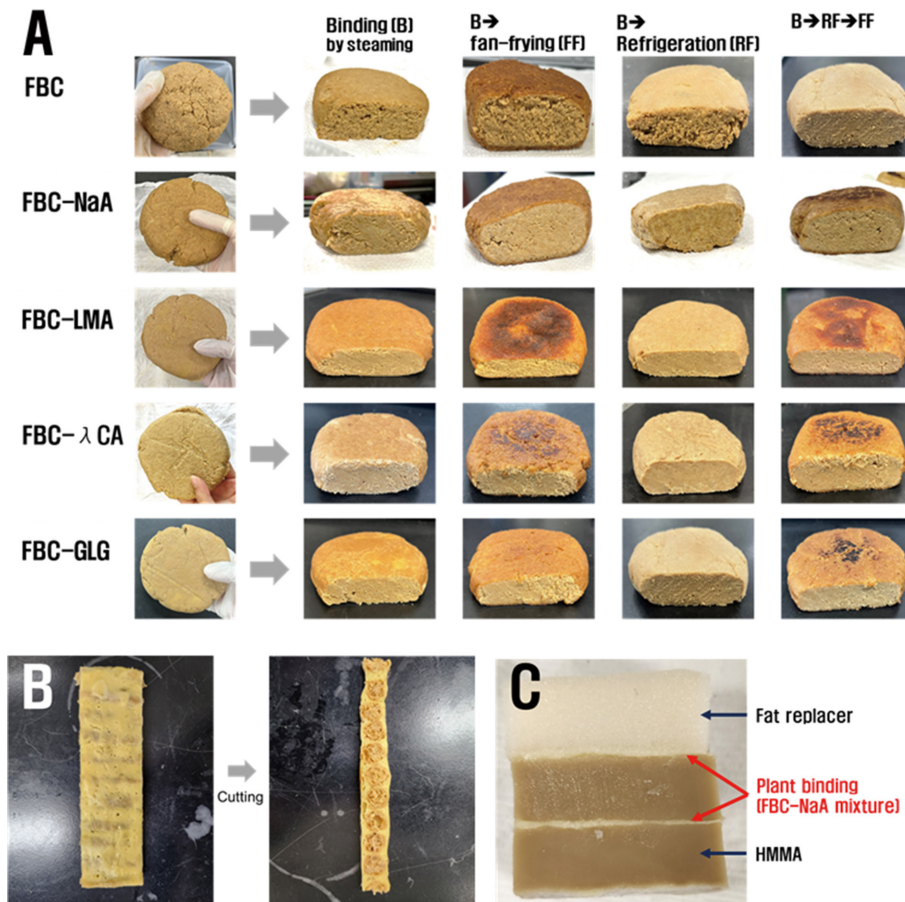 A
Binding (B)
by steaming
B→
fan-frying (FF)
B→
Refrigeration (RF)
B→RF→FF
FBC
FBC-NaA
FBC-LMA
FBC-λCA
FBC-GLG
B
Cutting
C
Fat replacer
Plant binding
(FBC-NaA mixture)
HMMA